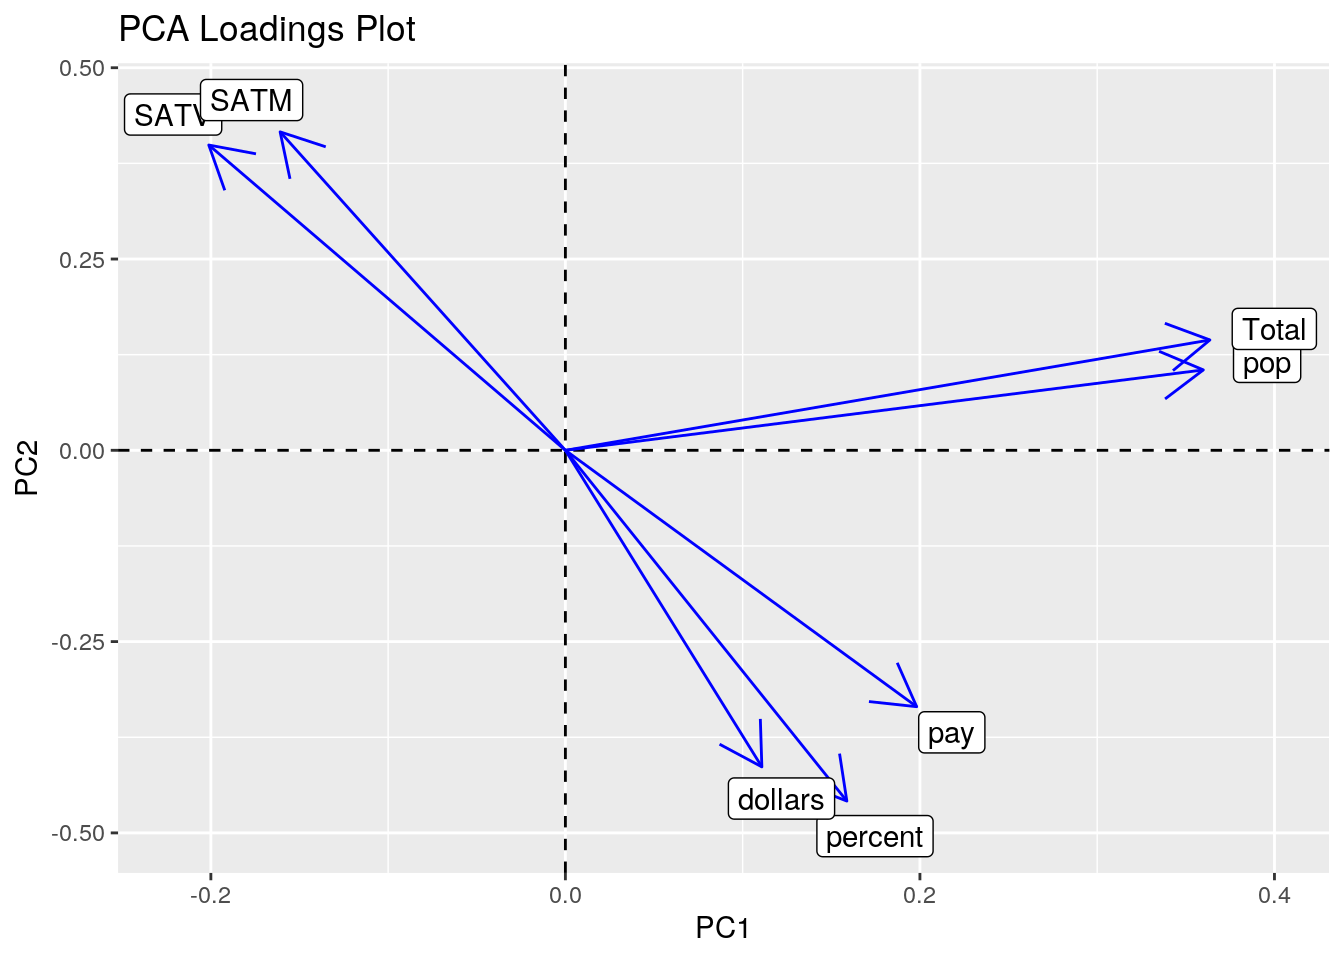 PCA Loadings Plot
0.50
0.25
0.00
-0.25
-0.50
PC2
SATV
SATM
Total
pop
pay
dollars
percent
-0.2
0.0
0.2
0.4
PC1